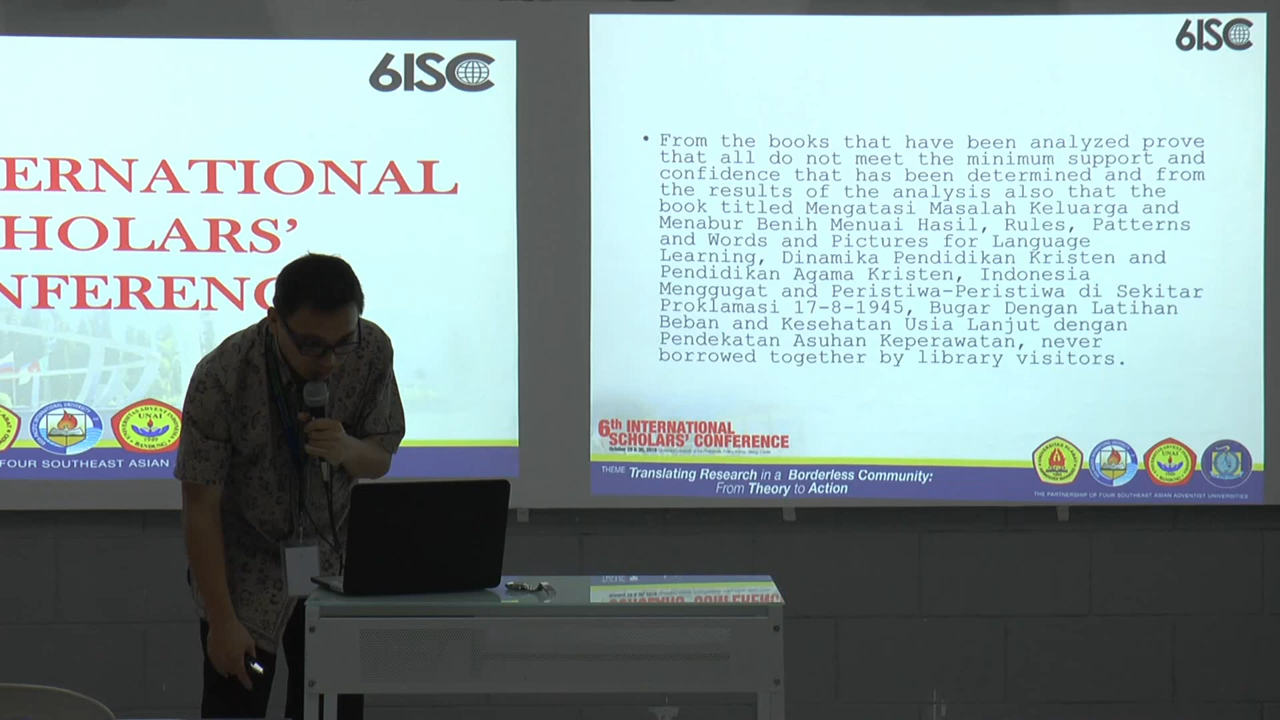 6ISC
ERNATIONAL
HOLARS'
NFERENC
UNAI
FOUR SOUTHEAST ASIAN
6ISC
• From the books that have been analyzed prove
that all do not meet the minimum support and
confidence that has been determined and from
the results of the analysis also that the
book titled Mengatasi Masalah Keluarga and
Menabur Benih Menuai Hasil, Rules, Patterns
and Words and Pictures for Language
Learning, Dinamika Pendidikan Kristen and
Pendidikan Agama Kristen, Indonesia
Menggugat and Peristiwa-Peristiwa di Sekitar
Proklamasi 17-8-1945, Bugar Dengan Latihan
Beban and Kesehatan Usia Lanjut dengan
Pendekatan Asuhan Keperawatan, never
borrowed together by library visitors.
6th INTERNATIONAL
SCHOLARS' CONFERENCE
THEME: Translating Research in a Borderless Community:
From Theory to Action
UNAI
THE PARTNERSHIP OF FOUR SOUTHEAST ASIAN ADVENTIST UNIVERSITIES